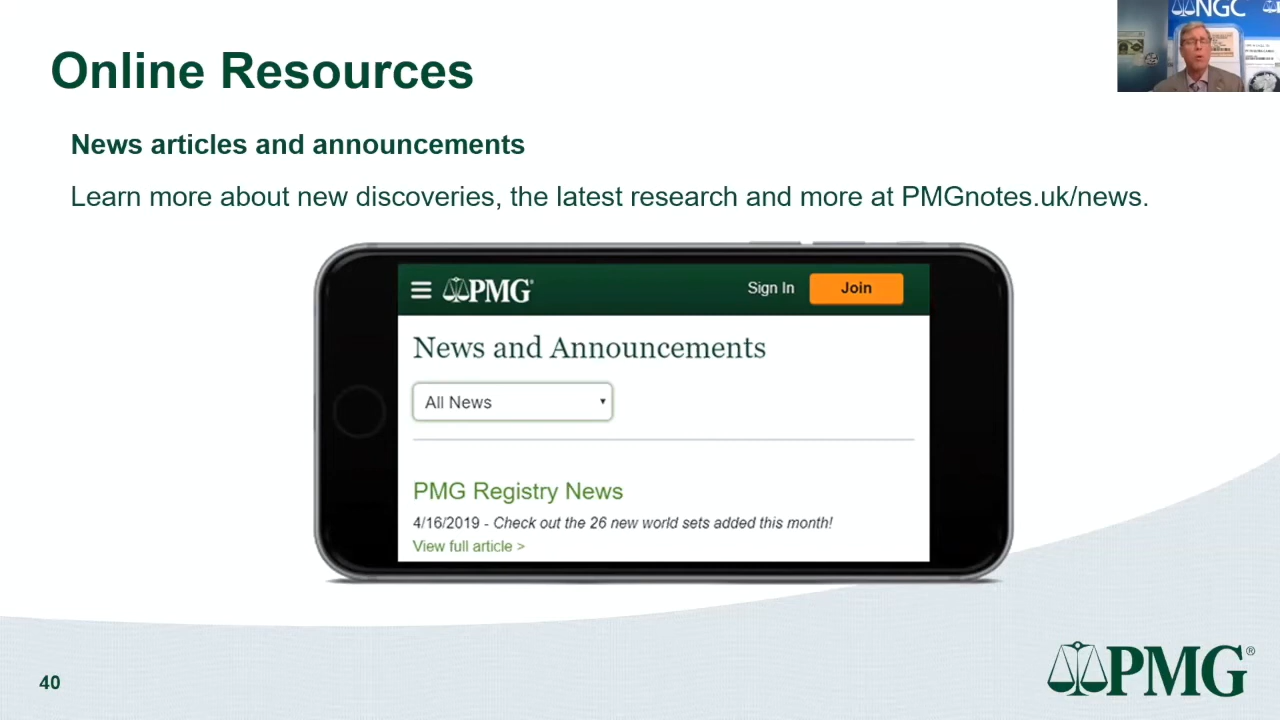 NGC
Online Resources
News articles and announcements
Learn more about new discoveries, the latest research and more at PMGnotes.uk/news.
PMG®
Sign In
Join
News and Announcements
All News
PMG Registry News
4/16/2019 - Check out the 26 new world sets added this month!
View full article >
40
PMG®